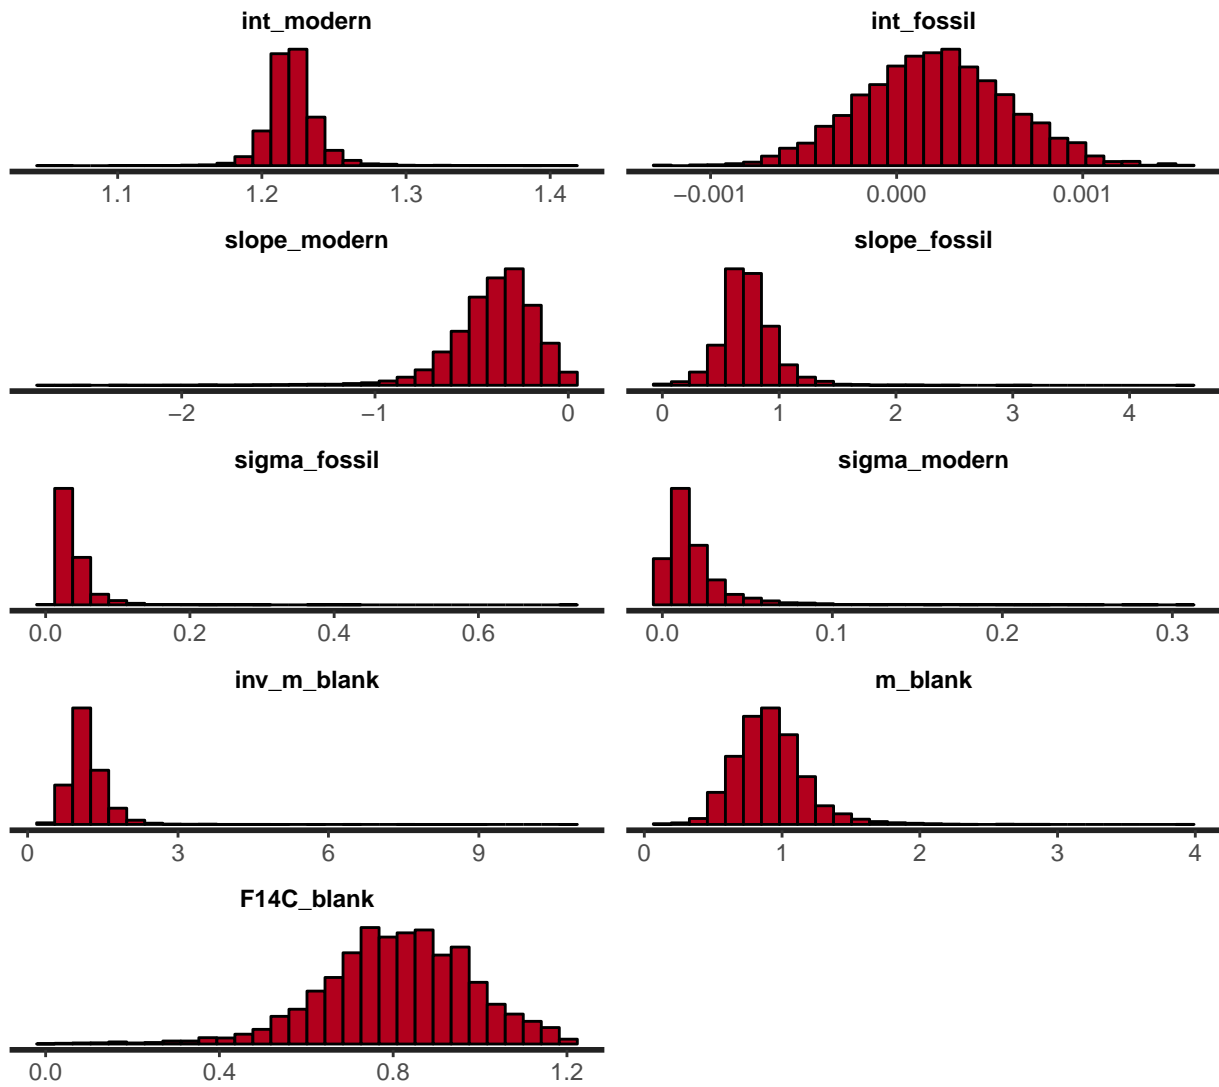 int_modern int_fossil
1.1 1.2 1.3 1.4 −0.001 0.000 0.001
slope_modern slope_fossil
−2 −1 0 0 1 2 3 4
sigma_fossil sigma_modern
0.0 0.2 0.4 0.6 0.0 0.1 0.2 0.3
inv_m_blank m_blank
0 3 6 9 0 1 2 3 4
F14C_blank
0.0 0.4 0.8 1.2